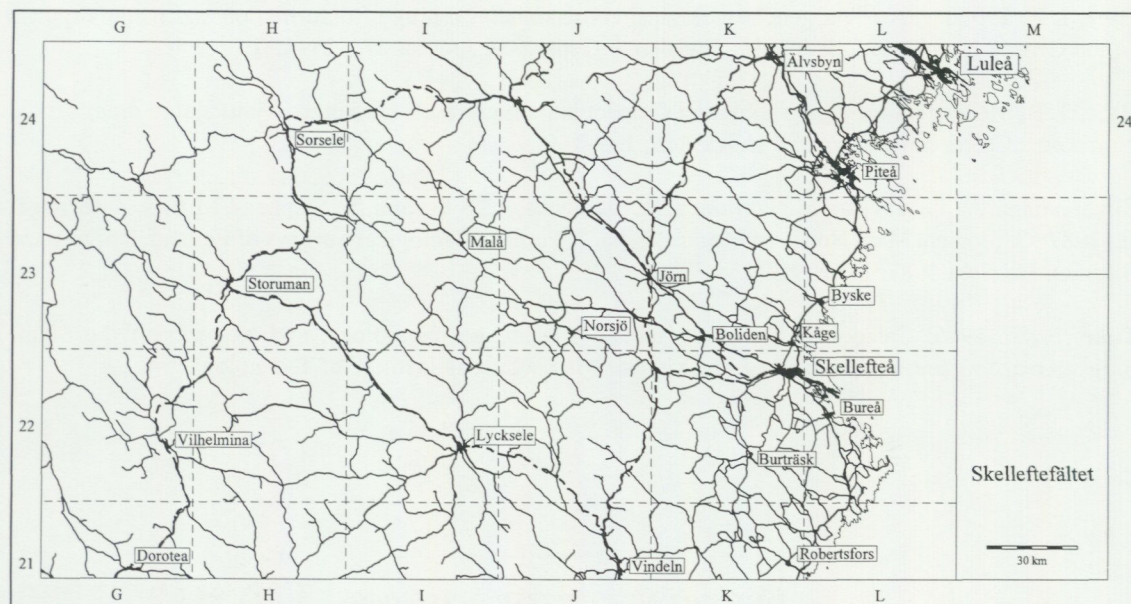 G H I J K L M
Älvsbyn
Luleå
24 24
Sorsele
Piteå
Malå
23
Storuman
Jörn
Byske
Norsjö
Boliden
Kåge
Skellefteå
Bureå
22
Vilhelmina
Lycksele
Burträsk
Skelleftefältet
Dorotea
Robertsfors
21
Vindeln
30 km
G H I J K L